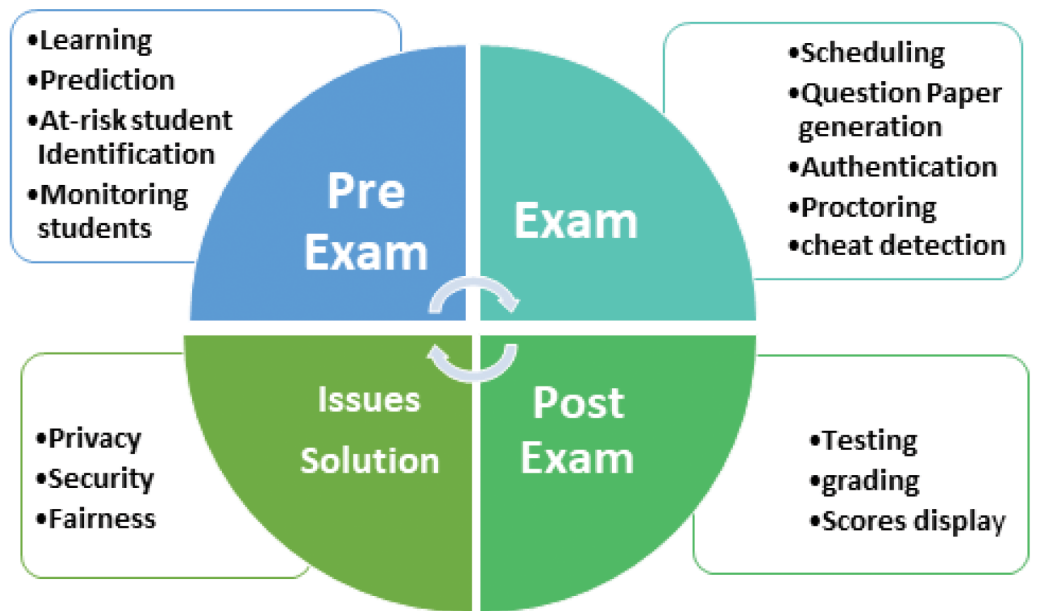 •Learning
•Prediction
•At-risk student
Identification
•Monitoring
students
Pre
Exam
•Scheduling
•Question Paper
generation
•Authentication
•Proctoring
•cheat detection
Exam
•Privacy
•Security
•Fairness
Issues
Solution
Post
Exam
•Testing
•grading
•Scores display